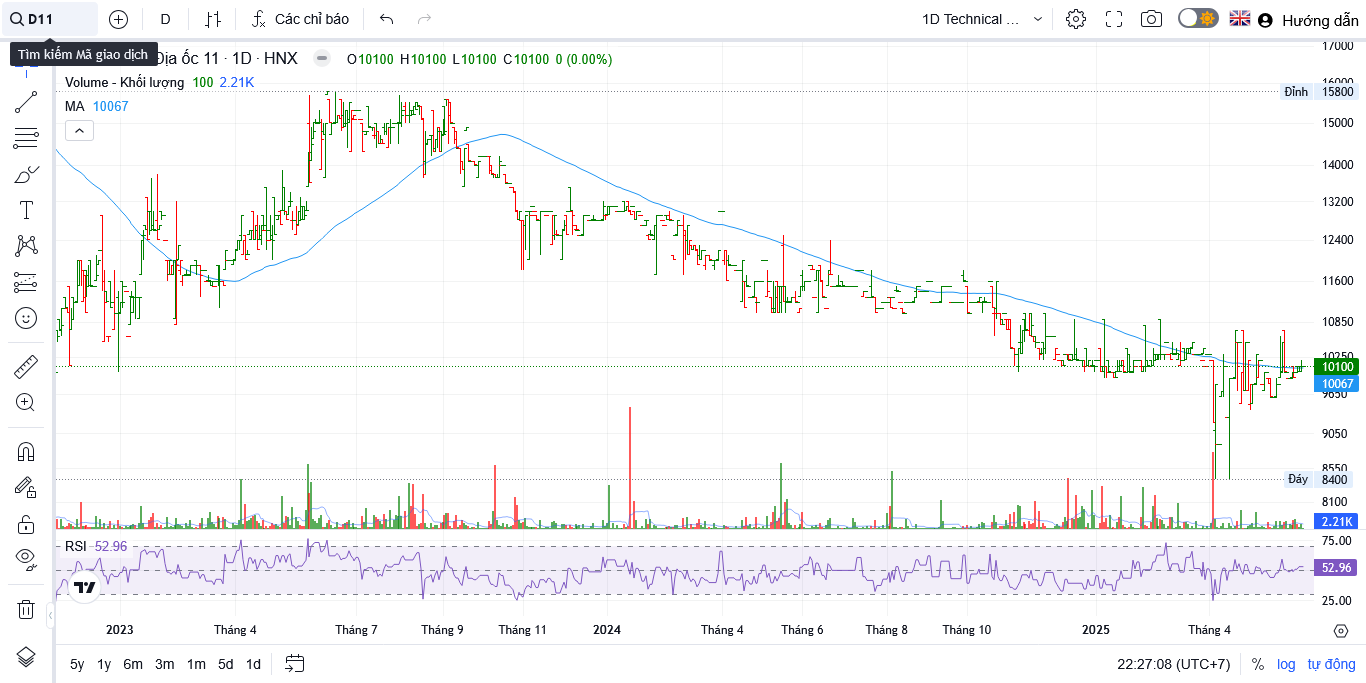 D11
D
Các chỉ báo
1D Technical ...
Hướng dẫn
Tìm kiếm Mã giao dịch
Địa ốc 11 · 1D · HNX
O10100 H10100 L10100 C10100 0 (0.00%)
Volume - Khối lượng 100 2.21K
MA 10067
17000
16000
Đỉnh 15800
15000
14000
13200
12400
11600
10850
10250
10100
10067
9650
9050
8550
Đáy 8400
8100
2.21K
RSI 52.96
75.00
52.96
25.00
2023 Tháng 4 Tháng 7 Tháng 9 Tháng 11 2024 Tháng 4 Tháng 6 Tháng 8 Tháng 10 2025 Tháng 4
5y 1y 6m 3m 1m 5d 1d
22:27:08 (UTC+7) % log tự động